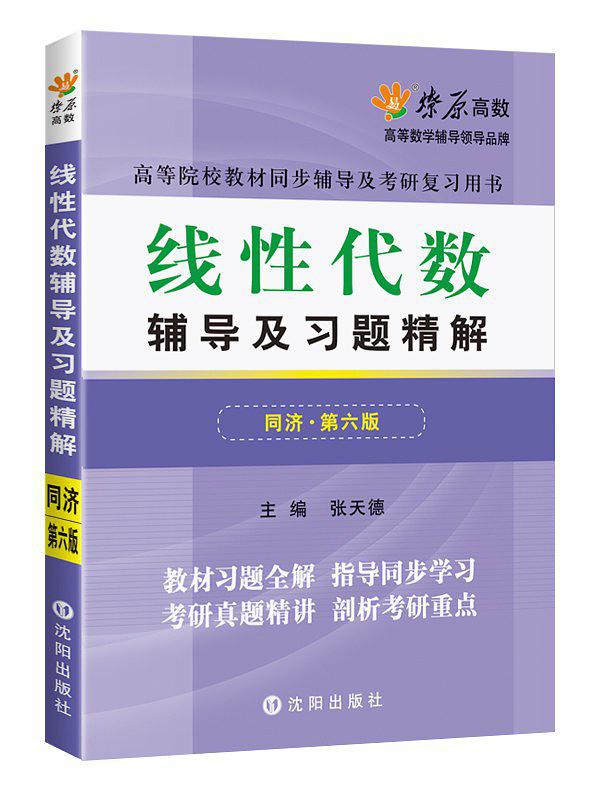 燎原高数
高等数学辅导领导品牌
高等院校教材同步辅导及考研复习用书
线性代数
辅导及习题精解
同济·第六版
主编 张天德
教材习题全解 指导同步学习
考研真题精讲 剖析考研重点
沈阳出版社
易
燎原
高数
线性代数辅导及习题精解
同济
第六版
沈阳出版社